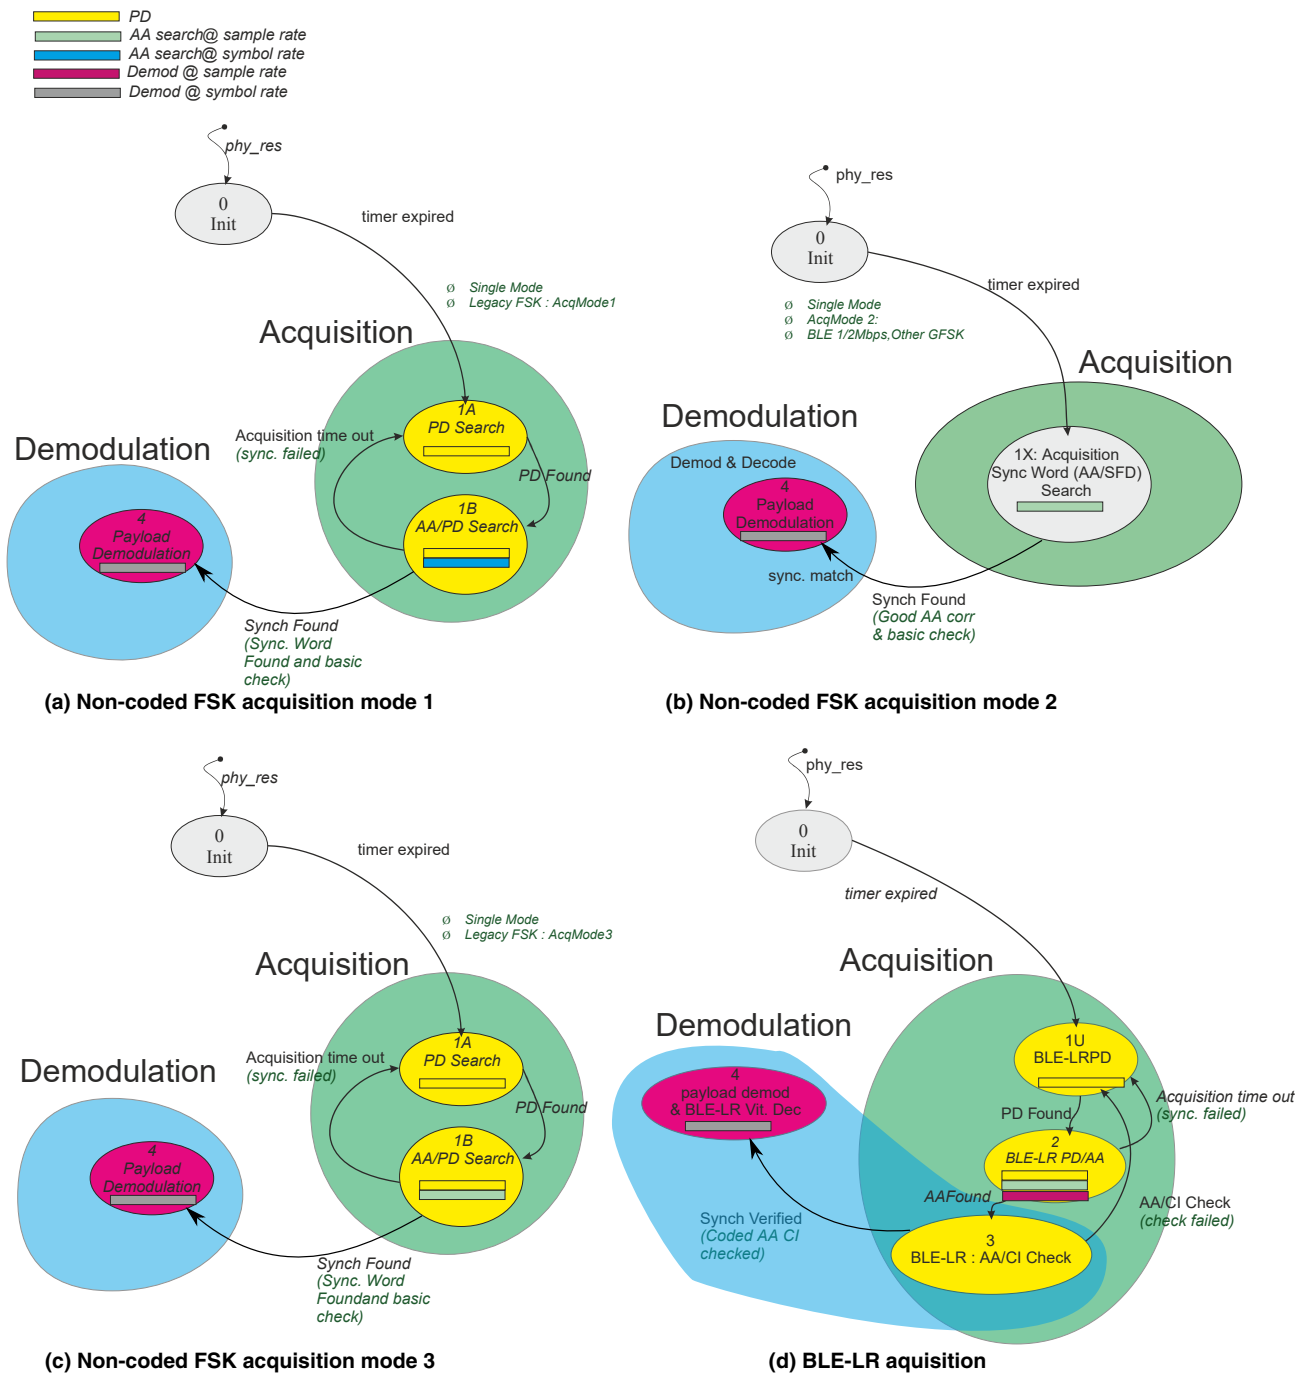 PD
AA search@ sample rate
AA search@ symbol rate
Demod @ sample rate
Demod @ symbol rate
phy_res
0
Init
timer expired
Ø Single Mode
Ø Legacy FSK : AcqMode1
Acquisition
1A
PD Search
Acquisition time out
(sync. failed)
PD Found
1B
AA/PD Search
Demodulation
4
Payload
Demodulation
Synch Found
(Sync. Word
Found and basic
check)
(a) Non-coded FSK acquisition mode 1
phy_res
0
Init
timer expired
Ø Single Mode
Ø AcqMode 2:
Ø BLE 1/2Mbps,Other GFSK
Acquisition
1X: Acquisition
Sync Word (AA/SFD)
Search
Demodulation
Demod & Decode
4
Payload
Demodulation
sync. match
Synch Found
(Good AA corr
& basic check)
(b) Non-coded FSK acquisition mode 2
phy_res
0
Init
timer expired
Ø Single Mode
Ø Legacy FSK : AcqMode3
Acquisition
1A
PD Search
Acquisition time out
(sync. failed)
PD Found
1B
AA/PD Search
Demodulation
4
Payload
Demodulation
Synch Found
(Sync. Word
Foundand basic
check)
(c) Non-coded FSK acquisition mode 3
phy_res
0
Init
timer expired
Acquisition
1U
BLE-LRPD
Acquisition time out
(sync. failed)
PD Found
2
BLE-LR PD/AA
AAFound
AA/CI Check
(check failed)
3
BLE-LR : AA/CI Check
Demodulation
4
payload demod
& BLE-LR Vit. Dec
Synch Verified
(Coded AA CI
checked)
(d) BLE-LR aquisition